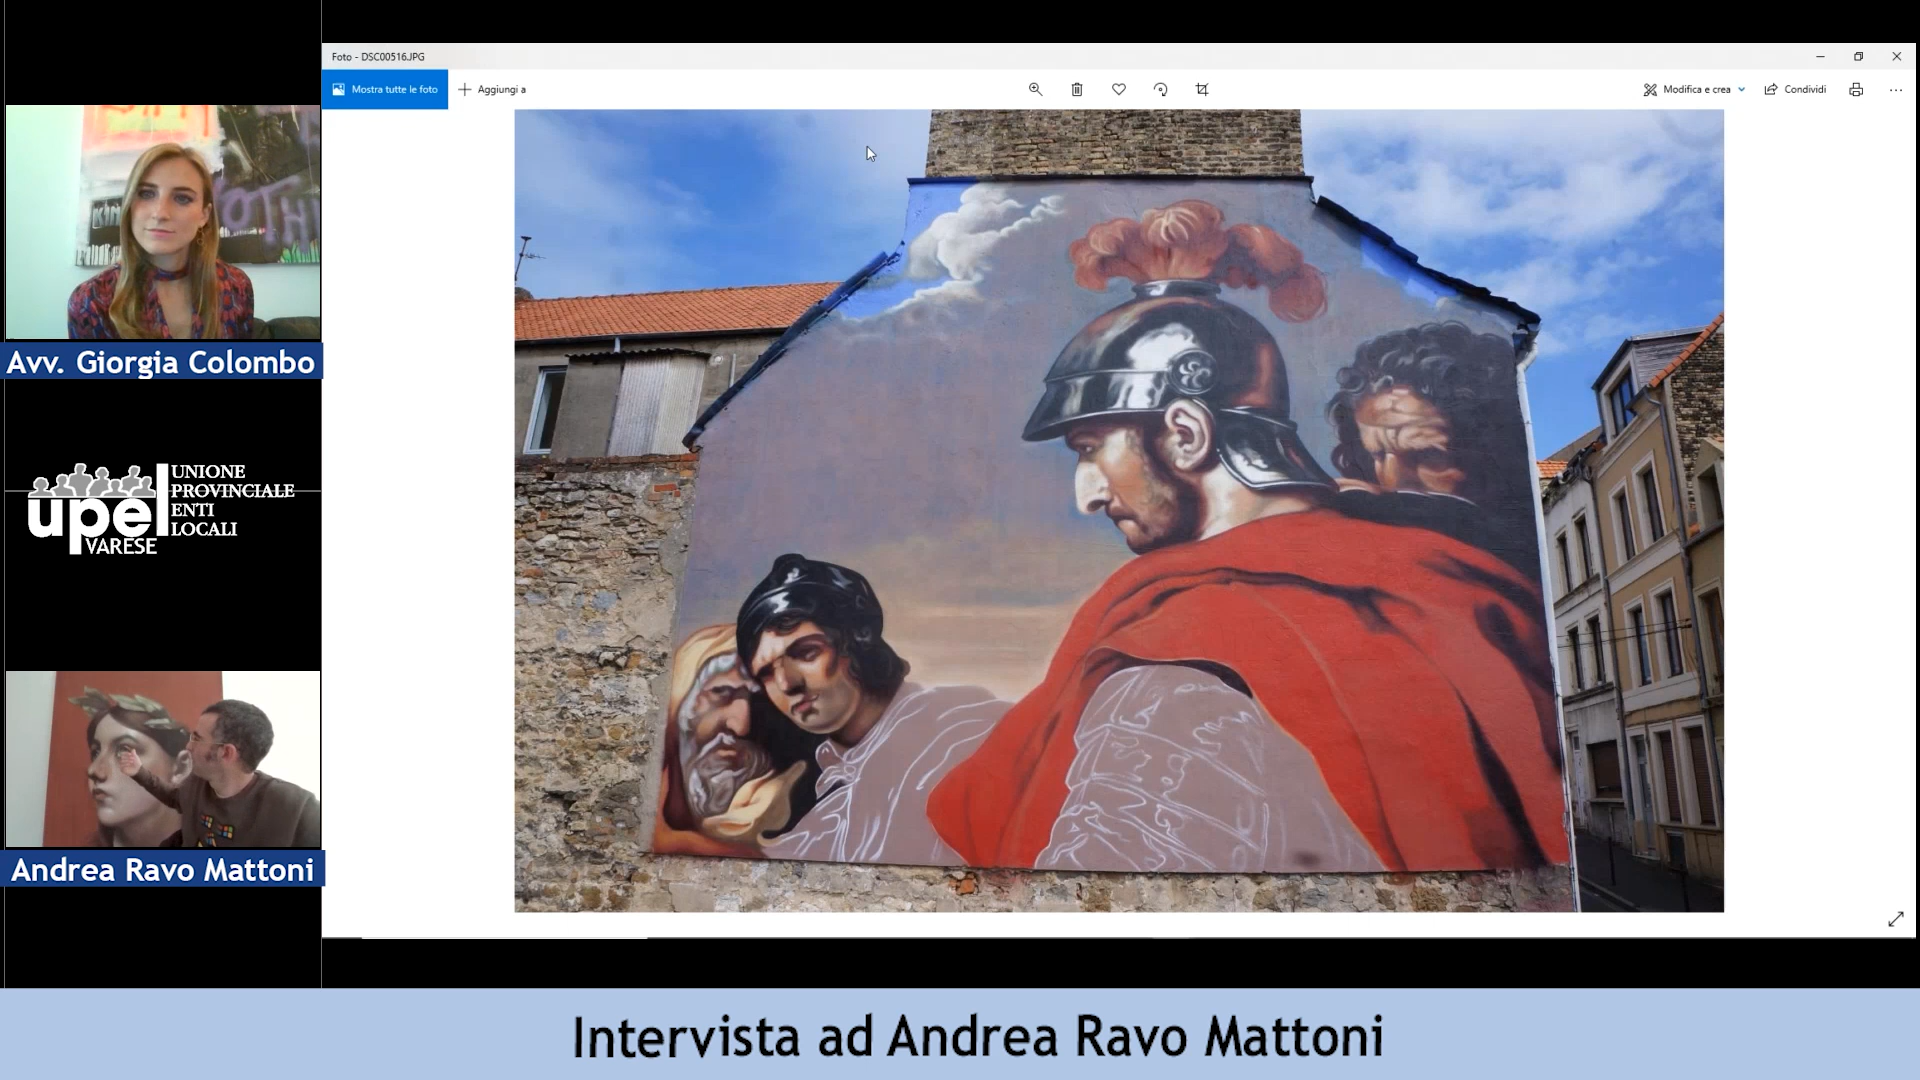 Foto - DSC00516.JPG
Mostra tutte le foto
Aggiungi a
Modifica e crea
Condividi
Avv. Giorgia Colombo
upel
UNIONE
PROVINCIALE
ENTI
LOCALI
VARESE
Andrea Ravo Mattoni
Intervista ad Andrea Ravo Mattoni